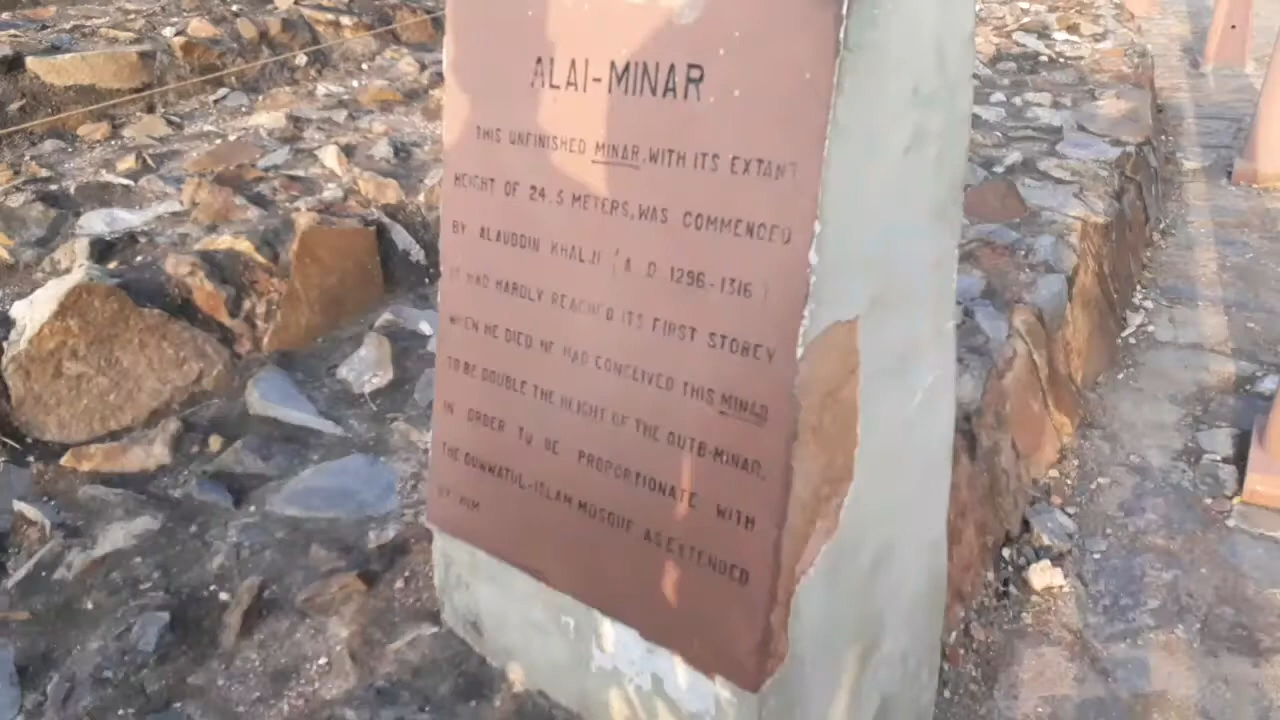 ALAI-MINAR
THIS UNFINISHED MINAR, WITH ITS EXTANT
HEIGHT OF 24.5 METERS, WAS COMMENCED
BY ALAUDDIN KHALJI (A D 1296-1316)
IT HAD HARDLY REACHED ITS FIRST STOREY
WHEN HE DIED HE HAD CONCEIVED THIS MINAR
TO BE DOUBLE THE HEIGHT OF THE QUTB-MINAR,
IN ORDER TO BE PROPORTIONATE WITH
THE QUWWATUL-ISLAM MOSQUE AS EXTENDED
BY HIM